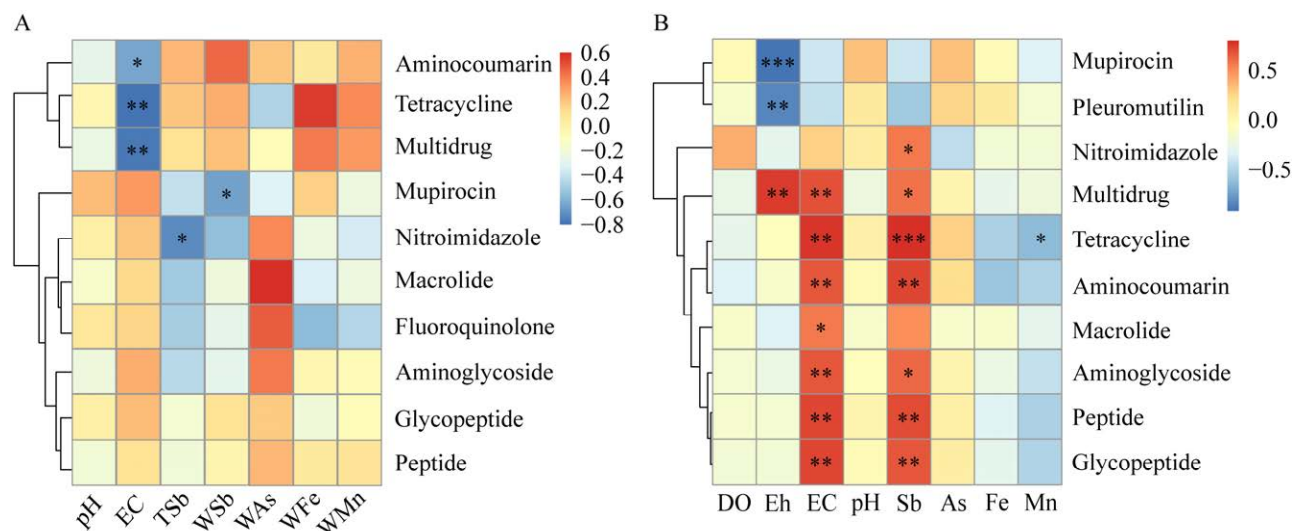 A
* Aminocoumarin
** Tetracycline
** Multidrug
* Mupirocin
* Nitroimidazole
Macrolide
Fluoroquinolone
Aminoglycoside
Glycopeptide
Peptide
pH EC TSb WSb WAs WFe WMn
0.6
0.4
0.2
0.0
−0.2
−0.4
−0.6
−0.8
B
*** Mupirocin
** Pleuromutilin
* Nitroimidazole
** ** * Multidrug
** *** * Tetracycline
** ** Aminocoumarin
* Macrolide
** * Aminoglycoside
** ** Peptide
** ** Glycopeptide
DO Eh EC pH Sb As Fe Mn
0.5
0
−0.5